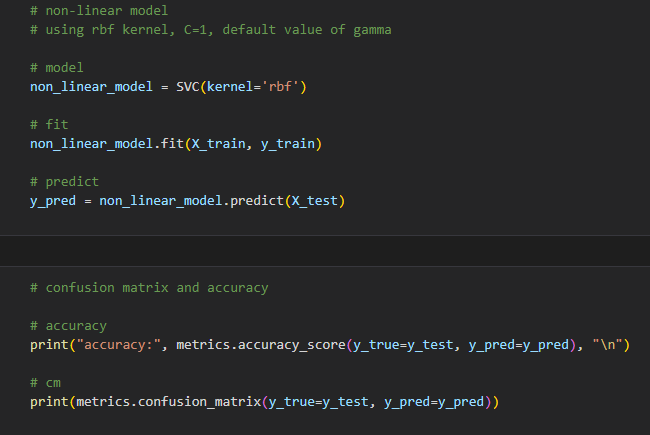 # non-linear model
# using rbf kernel, C=1, default value of gamma
# model
non_linear_model = SVC(kernel='rbf')
# fit
non_linear_model.fit(X_train, y_train)
# predict
y_pred = non_linear_model.predict(X_test)
# confusion matrix and accuracy
# accuracy
print("accuracy:", metrics.accuracy_score(y_true=y_test, y_pred=y_pred), "\n")
# cm
print(metrics.confusion_matrix(y_true=y_test, y_pred=y_pred))